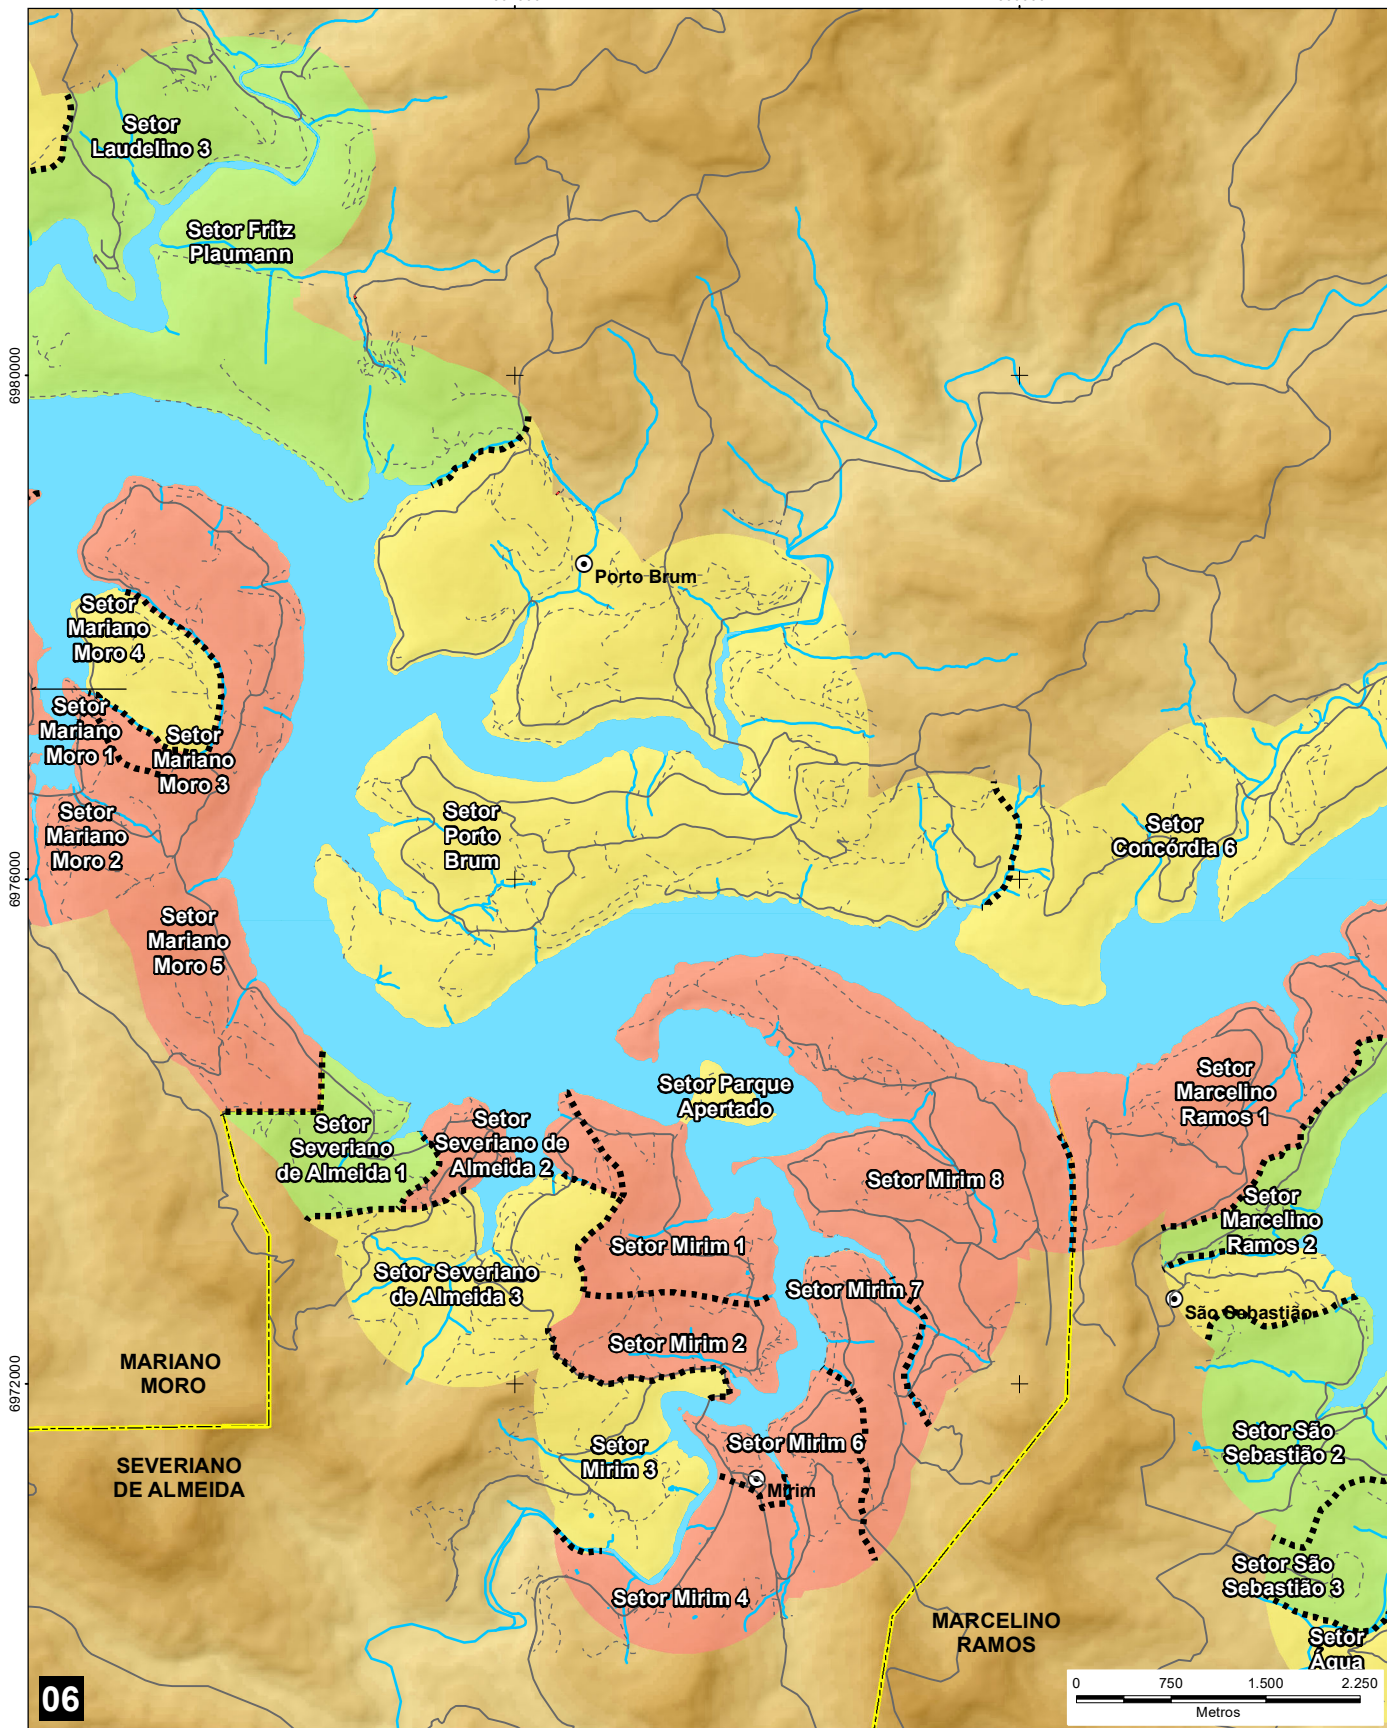 Setor
Laudelino 3
Setor Fritz
Plaumann
6980000
Porto Brum
Setor
Mariano
Moro 4
Setor
Mariano
Moro 1
Setor
Mariano
Moro 3
Setor
Mariano
Moro 2
Setor
Porto
Brum
Setor
Concórdia 6
6976000
Setor
Mariano
Moro 5
Setor Parque
Apertado
Setor
Marcelino
Ramos 1
Setor
Severiano
de Almeida 1
Setor
Severiano de
Almeida 2
Setor Mirim 8
Setor
Marcelino
Ramos 2
Setor Mirim 1
Setor Severiano
de Almeida 3
Setor Mirim 7
São Sebastião
Setor Mirim 2
MARIANO
MORO
6972000
Setor
Mirim 3
Setor Mirim 6
Setor São
Sebastião 2
SEVERIANO
DE ALMEIDA
Mirim
Setor São
Sebastião 3
Setor Mirim 4
MARCELINO
RAMOS
Setor
Água
06
0 750 1.500 2.250
Metros